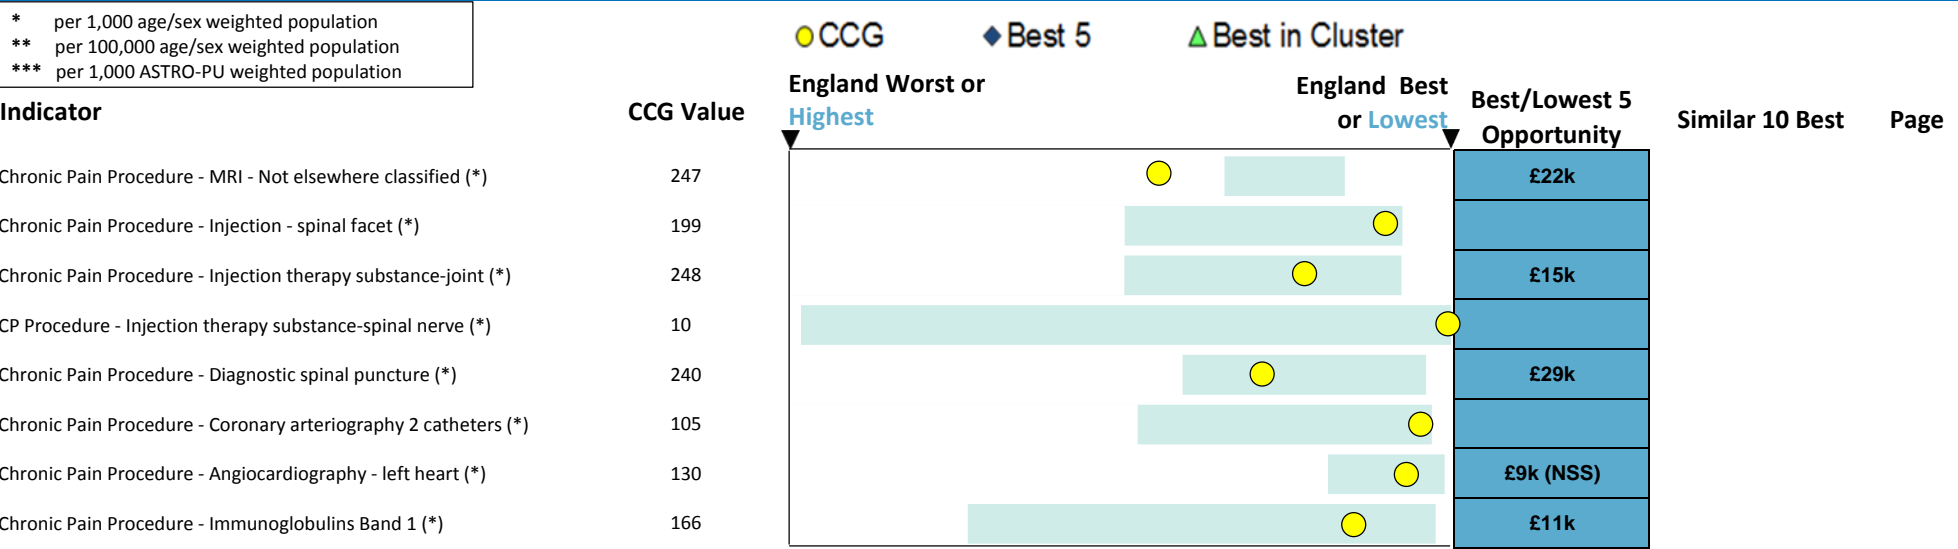 * per 1,000 age/sex weighted population
** per 100,000 age/sex weighted population
*** per 1,000 ASTRO-PU weighted population
CCG Best 5 Best in Cluster
Indicator CCG Value England Worst or Highest England Best or Lowest Best/Lowest 5 Opportunity Similar 10 Best Page
Chronic Pain Procedure - MRI - Not elsewhere classified (*) 247 £22k
Chronic Pain Procedure - Injection - spinal facet (*) 199
Chronic Pain Procedure - Injection therapy substance-joint (*) 248 £15k
CP Procedure - Injection therapy substance-spinal nerve (*) 10
Chronic Pain Procedure - Diagnostic spinal puncture (*) 240 £29k
Chronic Pain Procedure - Coronary arteriography 2 catheters (*) 105
Chronic Pain Procedure - Angiocardiography - left heart (*) 130 £9k (NSS)
Chronic Pain Procedure - Immunoglobulins Band 1 (*) 166 £11k